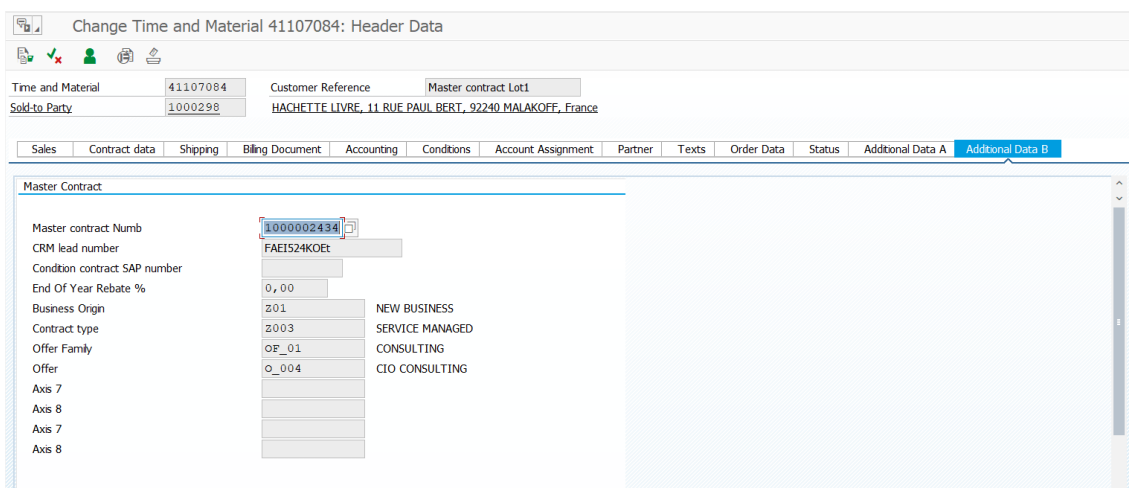 Change Time and Material 41107084: Header Data
Time and Material 41107084 Customer Reference Master contract Lot1
Sold-to Party 1000298 HACHETTE LIVRE, 11 RUE PAUL BERT, 92240 MALAKOFF, France
Sales Contract data Shipping Billing Document Accounting Conditions Account Assignment Partner Texts Order Data Status Additional Data A Additional Data B
Master Contract
Master contract Numb 1000002434
CRM lead number FAEI524KOEt
Condition contract SAP number
End Of Year Rebate % 0,00
Business Origin Z01 NEW BUSINESS
Contract type Z003 SERVICE MANAGED
Offer Family OF_01 CONSULTING
Offer O_004 CIO CONSULTING
Axis 7
Axis 8
Axis 7
Axis 8